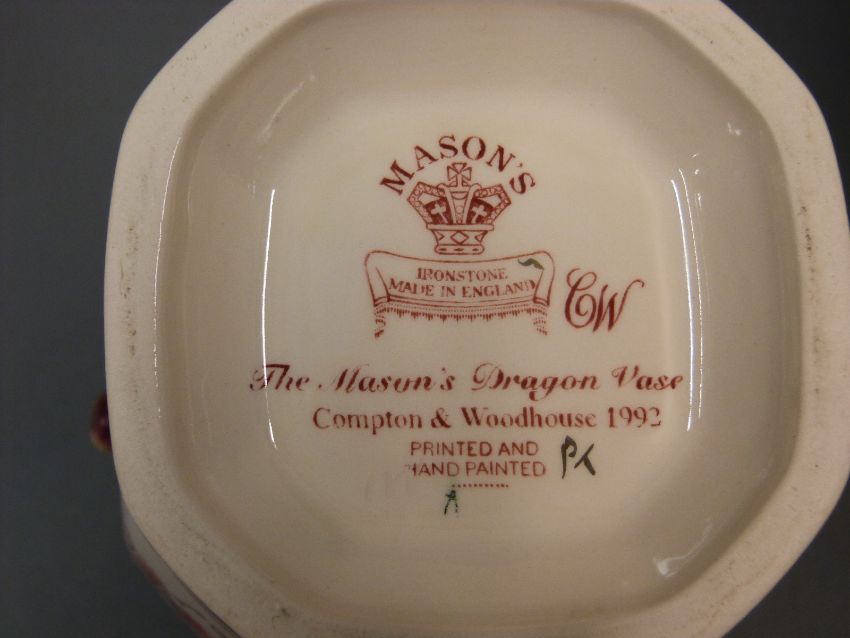 MASON'S
IRONSTONE
MADE IN ENGLAND
CW
The Mason's Dragon Vase
Compton & Woodhouse 1992
PRINTED AND
HAND PAINTED
PK
A